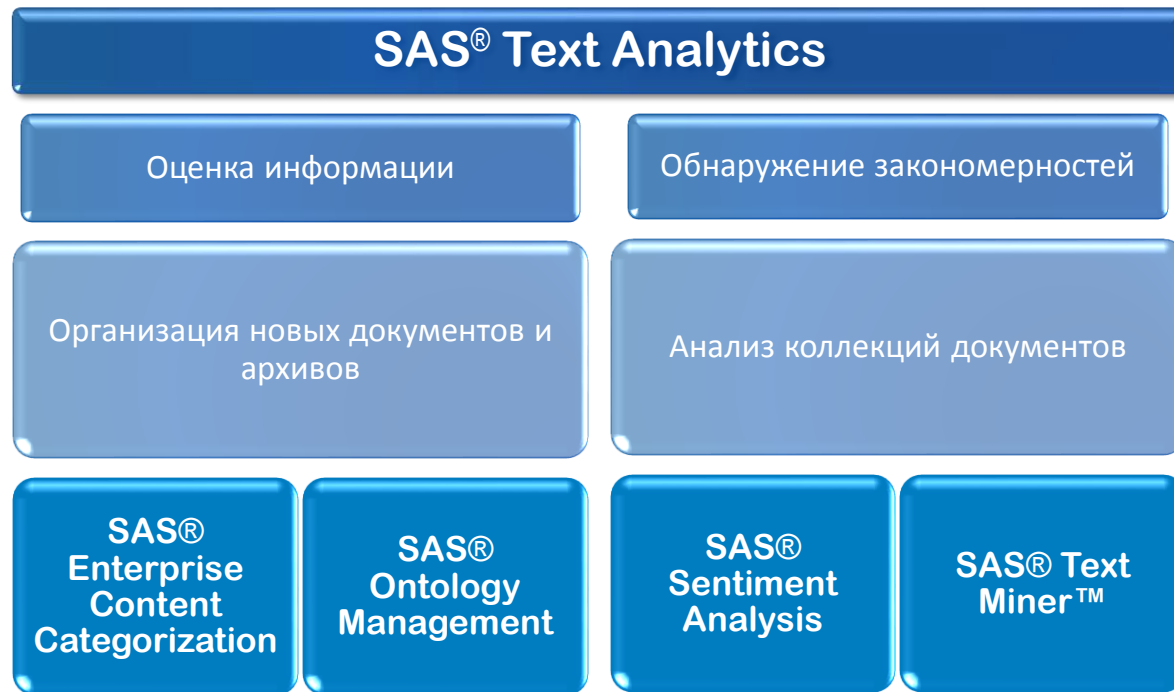 SAS® Text Analytics
Оценка информации
Обнаружение закономерностей
Организация новых документов и
архивов
Анализ коллекций документов
SAS®
Enterprise
Content
Categorization
SAS®
Ontology
Management
SAS®
Sentiment
Analysis
SAS® Text
Miner™